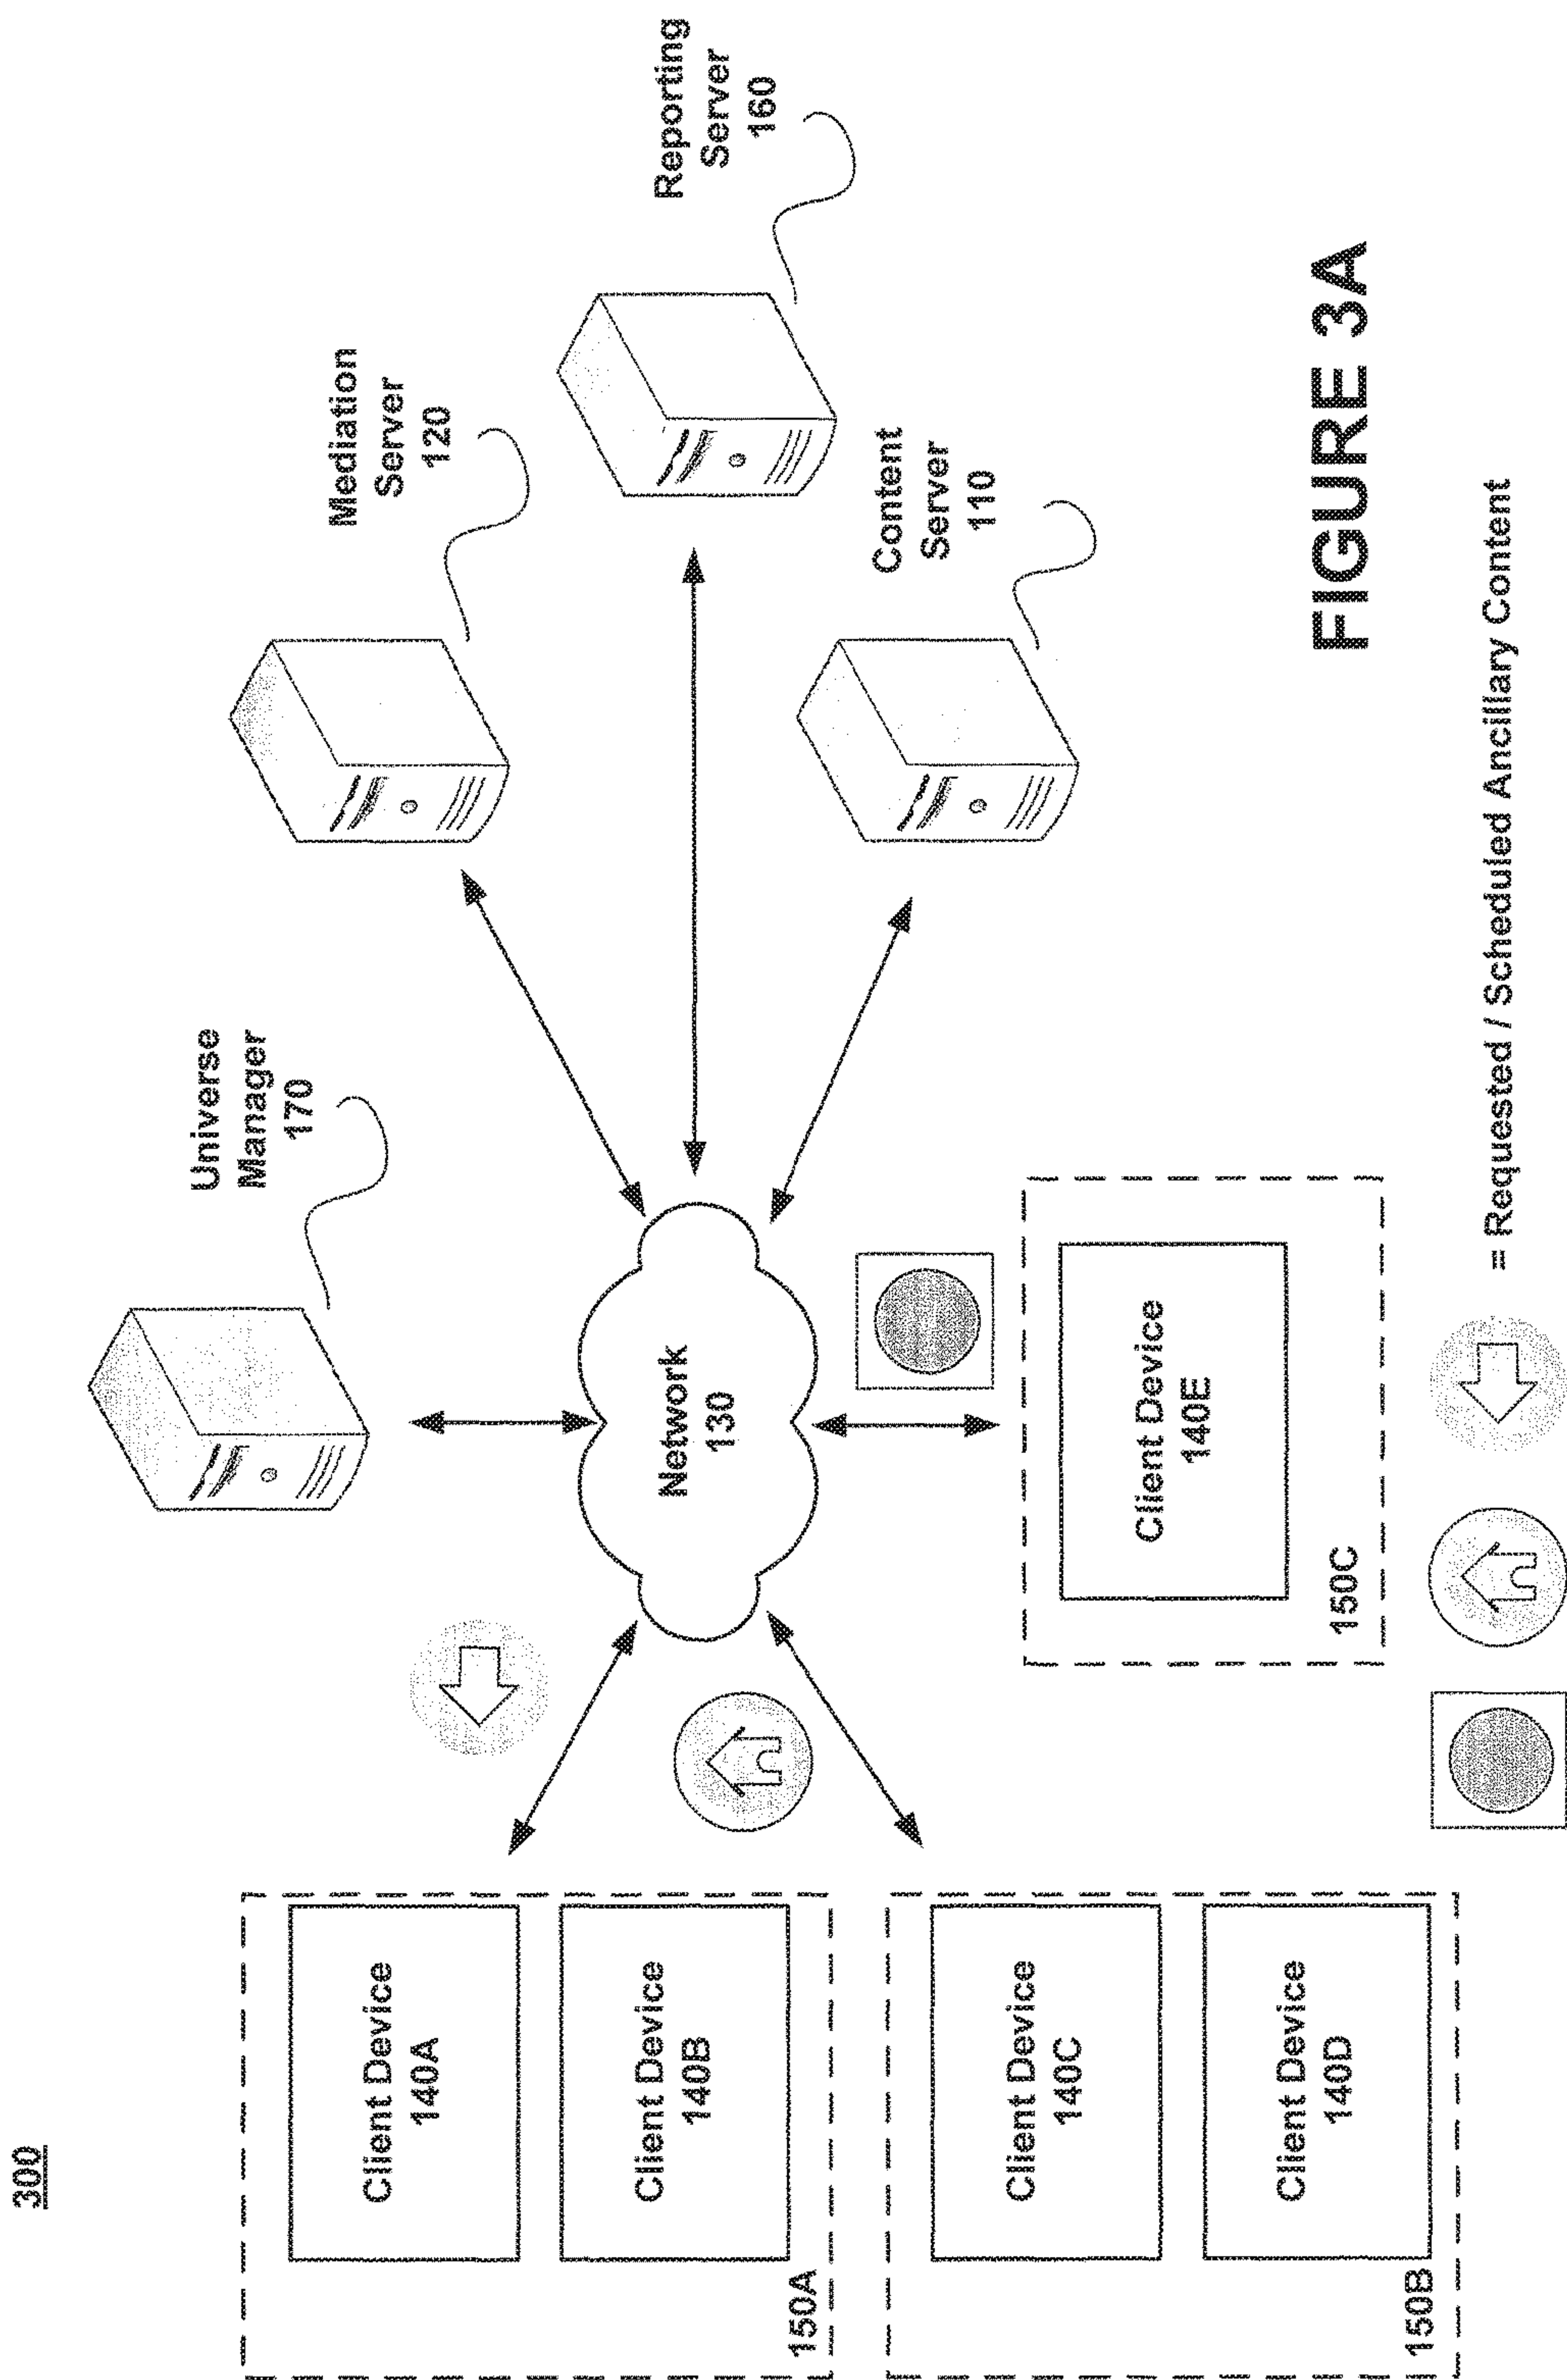 300
Universe
Manager
170
Mediation
Server
120
Reporting
Server
160
Content
Server
110
Network
130
Client Device
140A
Client Device
140B
150A
Client Device
140C
Client Device
140D
150B
Client Device
140E
150C
= Requested / Scheduled Ancillary Content
FIGURE 3A